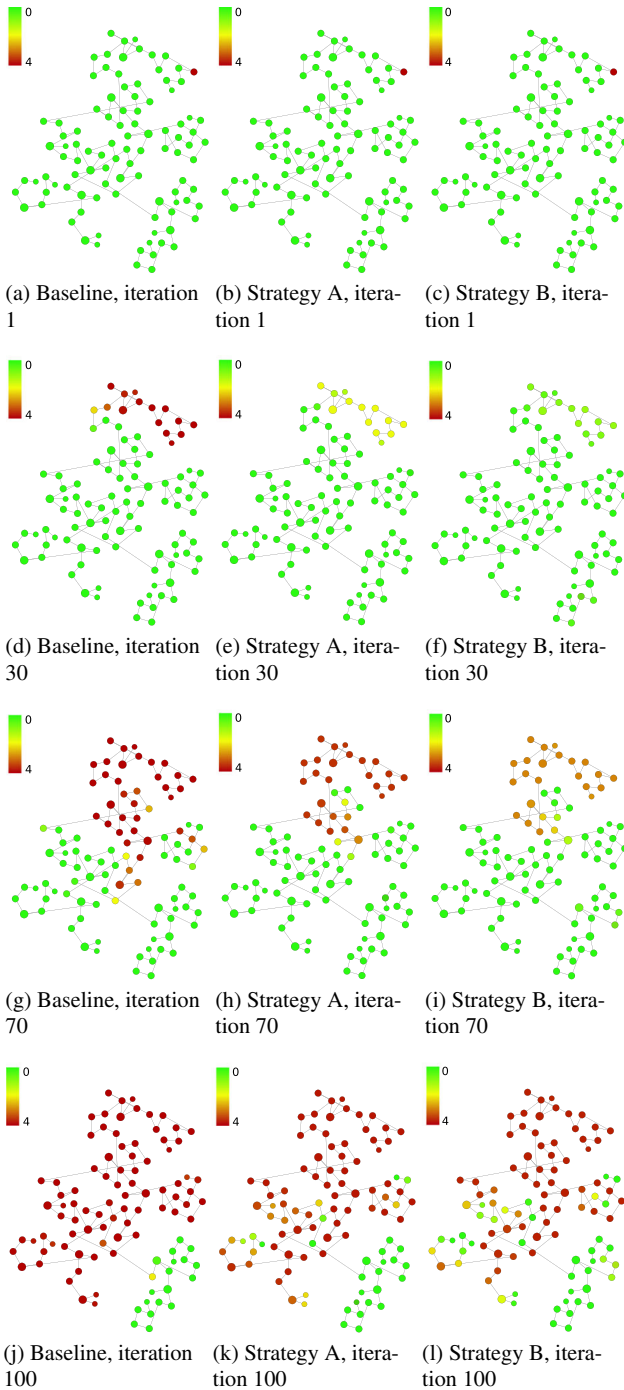 0
4
0
4
0
4
(a) Baseline, iteration
1
(b) Strategy A, itera-
tion 1
(c) Strategy B, itera-
tion 1
0
4
0
4
0
4
(d) Baseline, iteration
30
(e) Strategy A, itera-
tion 30
(f) Strategy B, itera-
tion 30
0
4
0
4
0
4
(g) Baseline, iteration
70
(h) Strategy A, itera-
tion 70
(i) Strategy B, itera-
tion 70
0
4
0
4
0
4
(j) Baseline, iteration
100
(k) Strategy A, itera-
tion 100
(l) Strategy B, itera-
tion 100